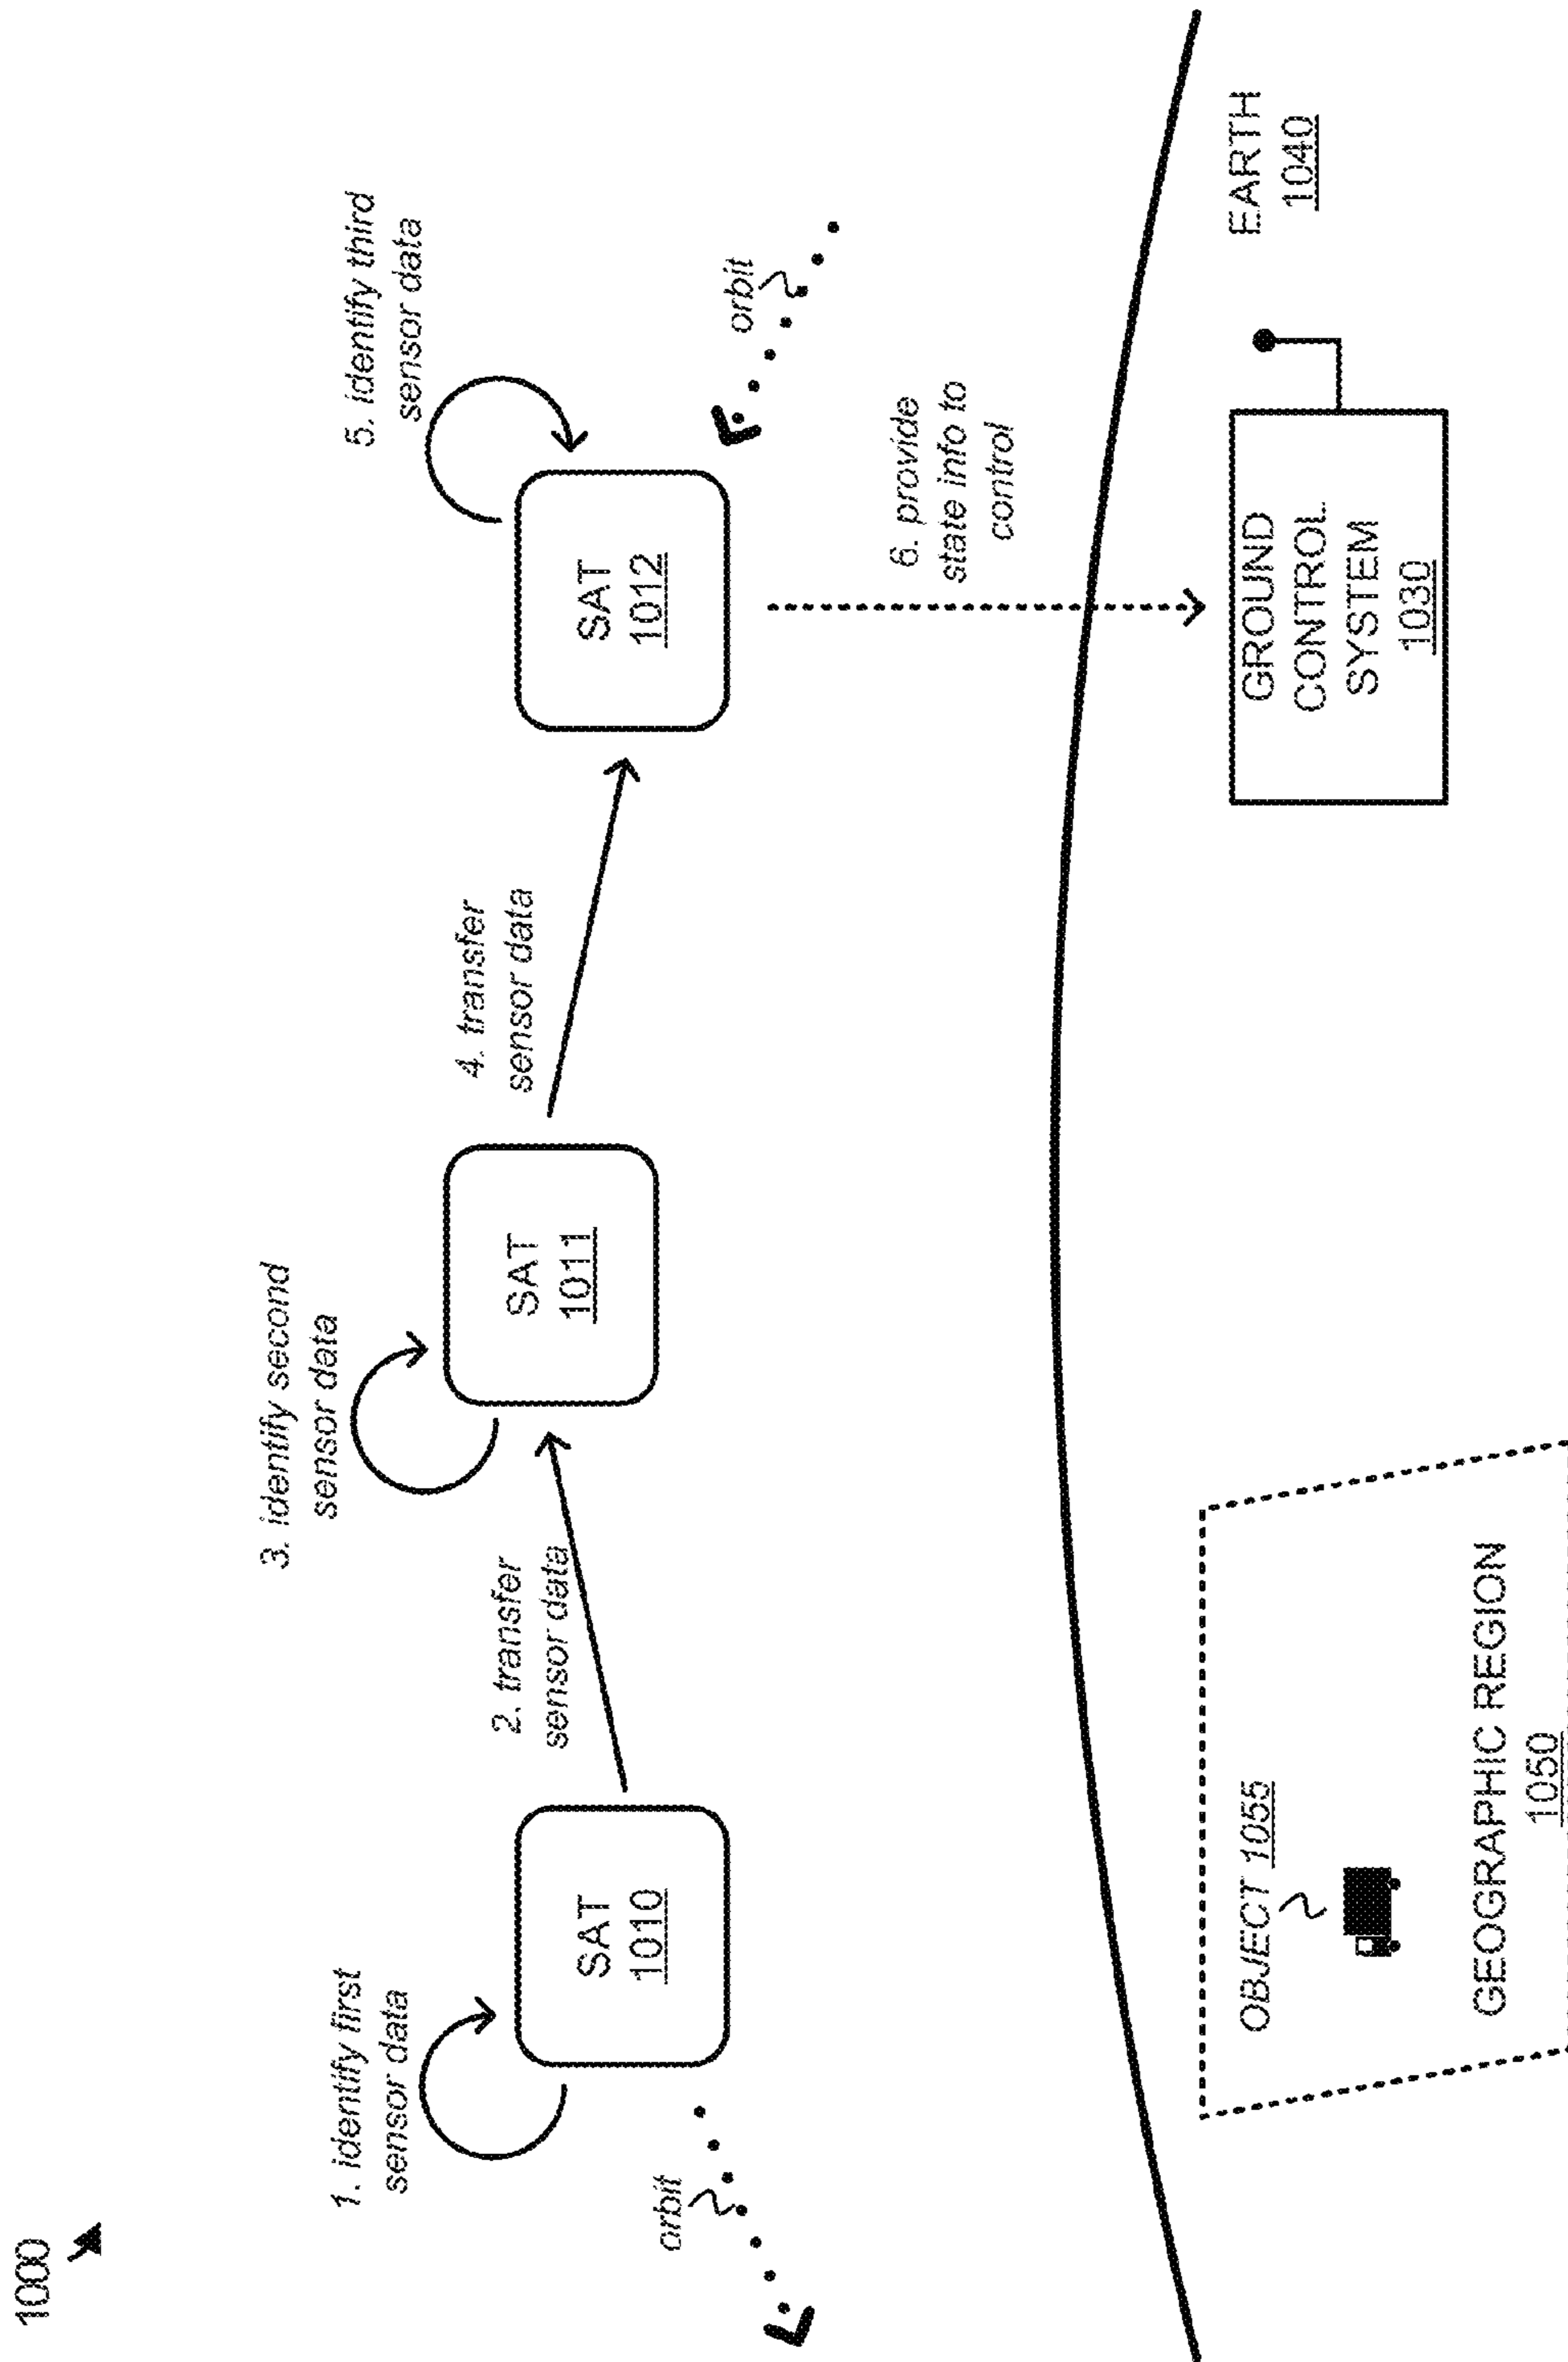 1000
1. identify first
sensor data
SAT
1010
orbit
2. transfer
sensor data
3. identify second
sensor data
SAT
1011
4. transfer
sensor data
5. identify third
sensor data
SAT
1012
orbit
6. provide
state info to
control
OBJECT 1055
GEOGRAPHIC REGION
1050
GROUND
CONTROL
SYSTEM
1030
EARTH
1040